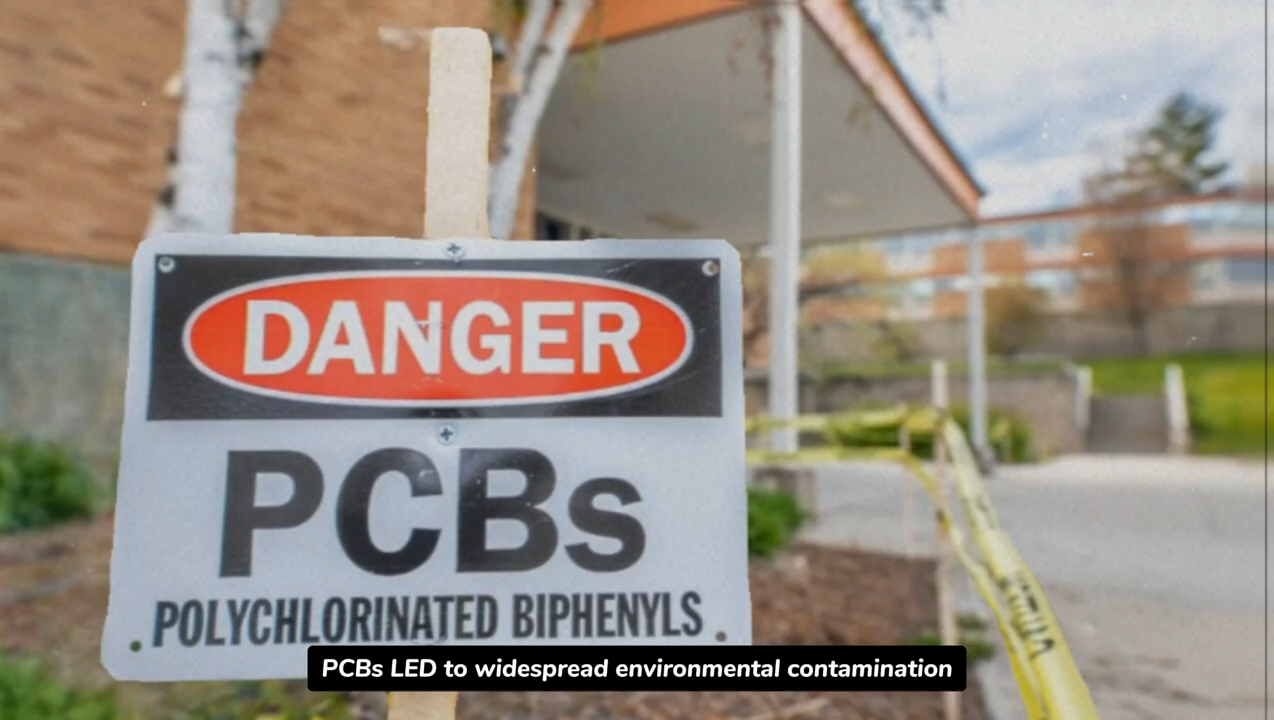 DANGER
PCBs
POLYCHLORINATED BIPHENYLS
PCBs LED to widespread environmental contamination